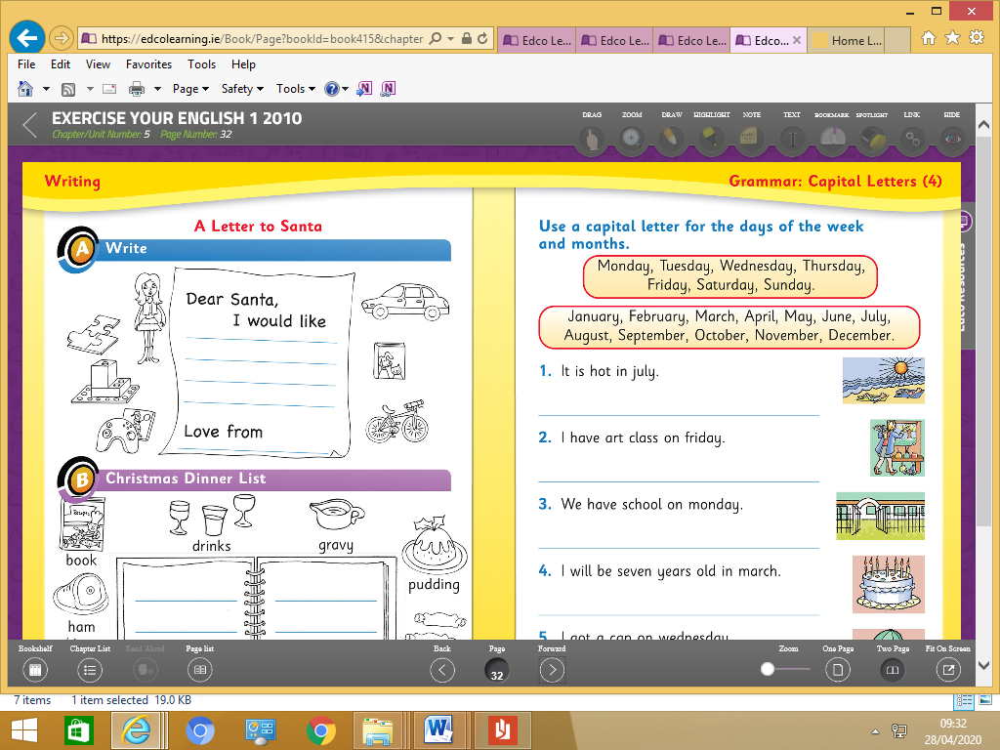 https://edcolearning.ie/Book/Page?bookId=book415&chapter
Edco Le...
Edco Le...
Edco Le...
Edco...
Home L...
File Edit View Favorites Tools Help
Page Safety Tools
EXERCISE YOUR ENGLISH 1 2010
Chapter/Unit Number: 5 Page Number: 32
DRAG ZOOM DRAW HIGHLIGHT NOTE TEXT BOOKMARK SPOTLIGHT LINK HIDE
Writing
A Letter to Santa
A Write
Dear Santa,
I would like
Love from
B Christmas Dinner List
Recipes
book
drinks
gravy
pudding
ham
Grammar: Capital Letters (4)
Use a capital letter for the days of the week
and months.
Monday, Tuesday, Wednesday, Thursday,
Friday, Saturday, Sunday.
January, February, March, April, May, June, July,
August, September, October, November, December.
1. It is hot in july.
2. I have art class on friday.
3. We have school on monday.
4. I will be seven years old in march.
5. I got a cap on wednesday.
Edco Resources
Bookshelf Chapter List Read Aloud Page list Back Page Forward Zoom One Page Two Page Fit On Screen
32
7 items 1 item selected 19.0 KB
09:32
28/04/2020